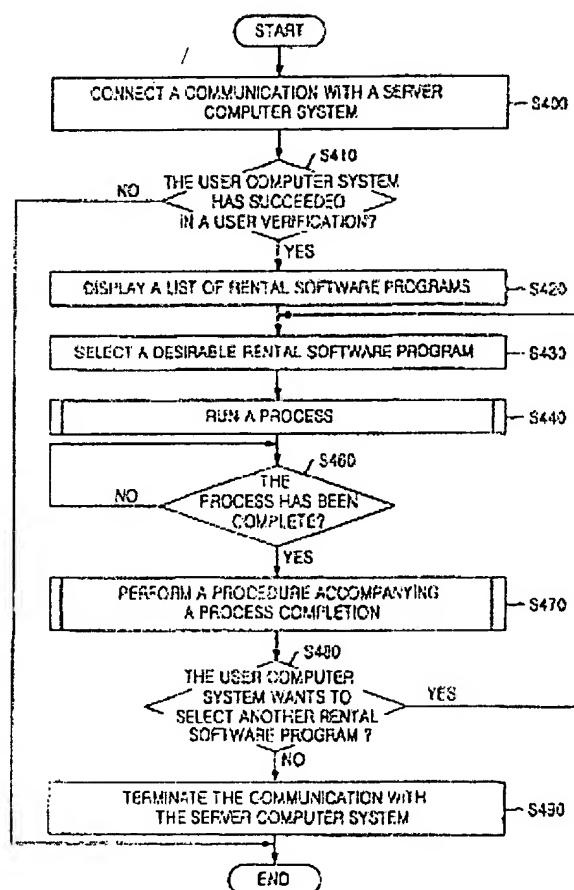 START
CONNECT A COMMUNICATION WITH A SERVER
COMPUTER SYSTEM
S400
S410
NO
THE USER COMPUTER SYSTEM
HAS SUCCEEDED
IN A USER VERIFICATION?
YES
DISPLAY A LIST OF RENTAL SOFTWARE PROGRAMS
S420
SELECT A DESIRABLE RENTAL SOFTWARE PROGRAM
S430
RUN A PROCESS
S440
S460
NO
THE
PROCESS HAS BEEN
COMPLETE?
YES
PERFORM A PROCEDURE ACCOMPANYING
A PROCESS COMPLETION
S470
S480
THE USER COMPUTER
SYSTEM WANTS TO
SELECT ANOTHER RENTAL
SOFTWARE PROGRAM ?
YES
NO
TERMINATE THE COMMUNICATION WITH
THE SERVER COMPUTER SYSTEM
S490
END